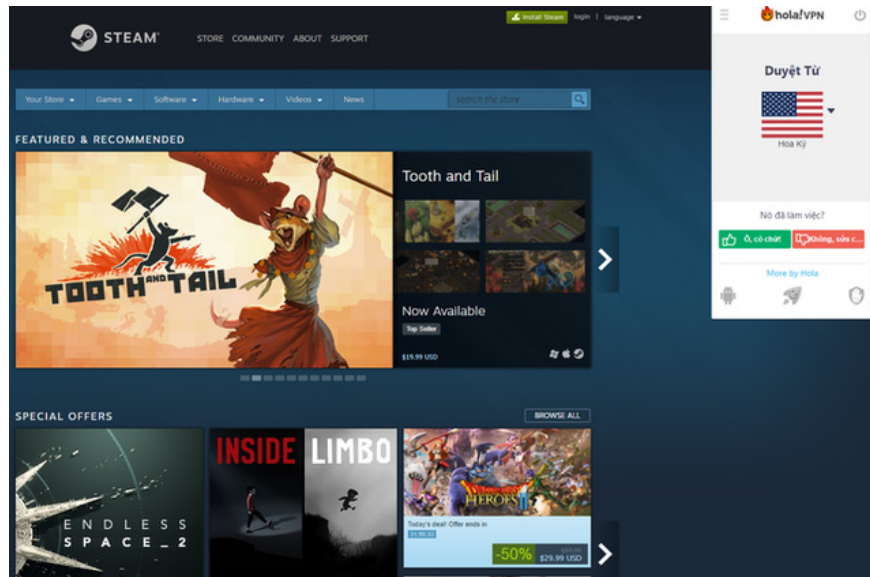 Install Steam login | language
STEAM
STORE COMMUNITY ABOUT SUPPORT
Your Store Games Software Hardware Videos News search the store
FEATURED & RECOMMENDED
TOOTH AND TAIL
Tooth and Tail
Now Available
Top Seller
$19.99 USD
SPECIAL OFFERS
BROWSE ALL
ENDLESS
SPACE_2
INSIDE LIMBO
HEROES II
Today's deal! Offer ends in
-50%
$29.99 USD
hola!VPN
Duyệt Từ
Hoa Kỳ
Nó đã làm việc?
Ồ, có chứ!
Không, sửa c...
More by Hola